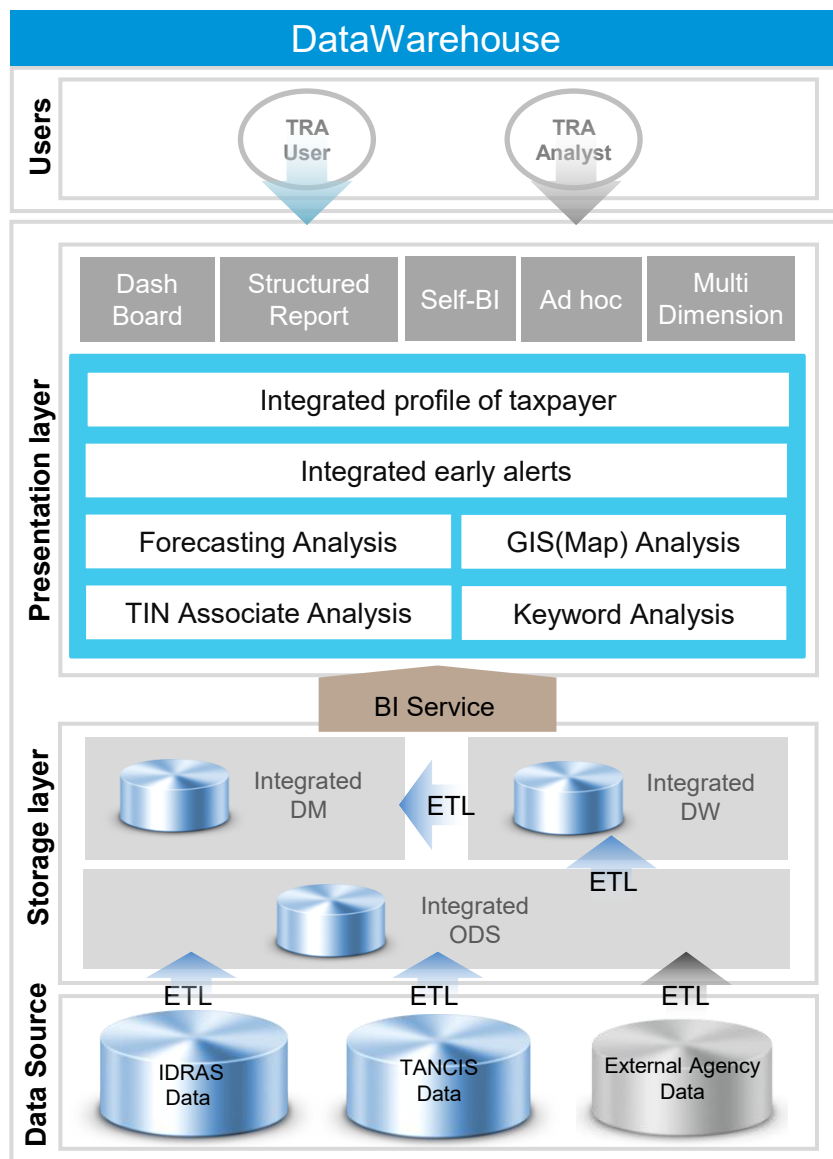 DataWarehouse
Users
TRA
User
TRA
Analyst
Presentation layer
Dash
Board
Structured
Report
Self-BI
Ad hoc
Multi
Dimension
Integrated profile of taxpayer
Integrated early alerts
Forecasting Analysis
GIS(Map) Analysis
TIN Associate Analysis
Keyword Analysis
BI Service
Storage layer
Integrated
DM
ETL
Integrated
DW
ETL
Integrated
ODS
ETL
ETL
ETL
Data Source
IDRAS
Data
TANCIS
Data
External Agency
Data